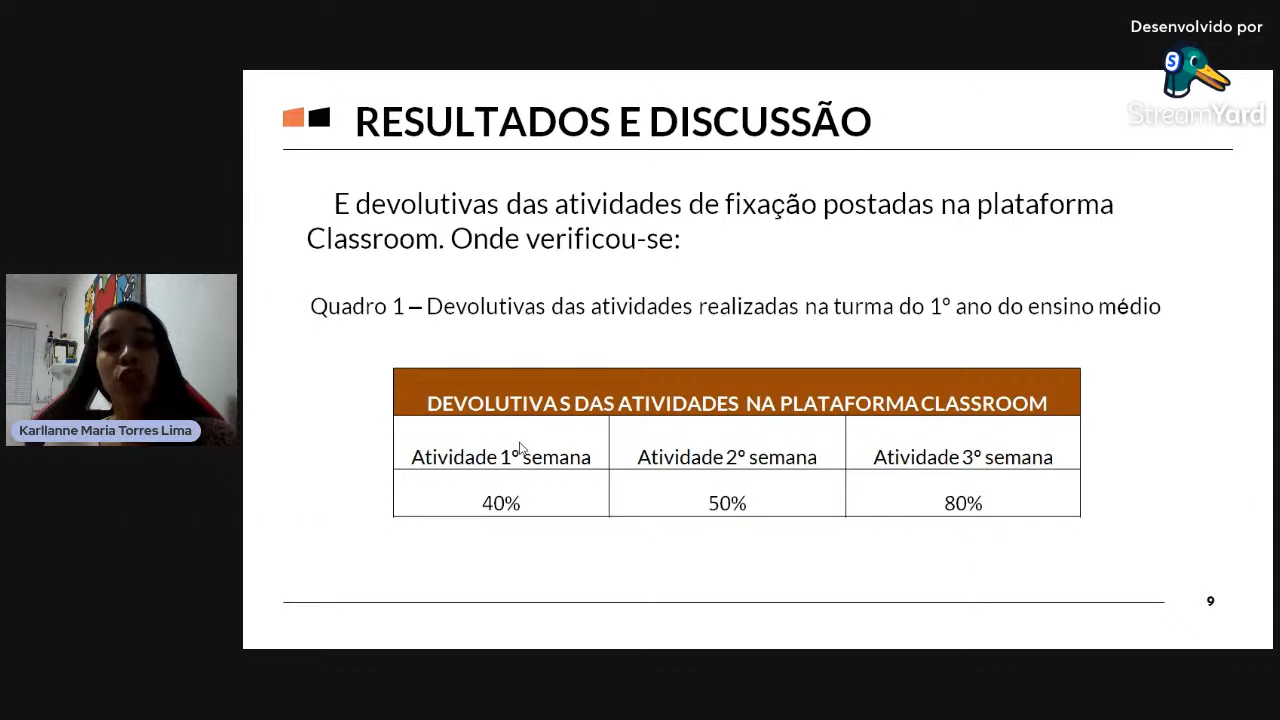 Desenvolvido por
StreamYard
RESULTADOS E DISCUSSÃO
E devolutivas das atividades de fixação postadas na plataforma
Classroom. Onde verificou-se:
Quadro 1 – Devolutivas das atividades realizadas na turma do 1º ano do ensino médio
DEVOLUTIVAS DAS ATIVIDADES NA PLATAFORMA CLASSROOM
Atividade 1º semana Atividade 2º semana Atividade 3º semana
40% 50% 80%
Karllanne Maria Torres Lima
9